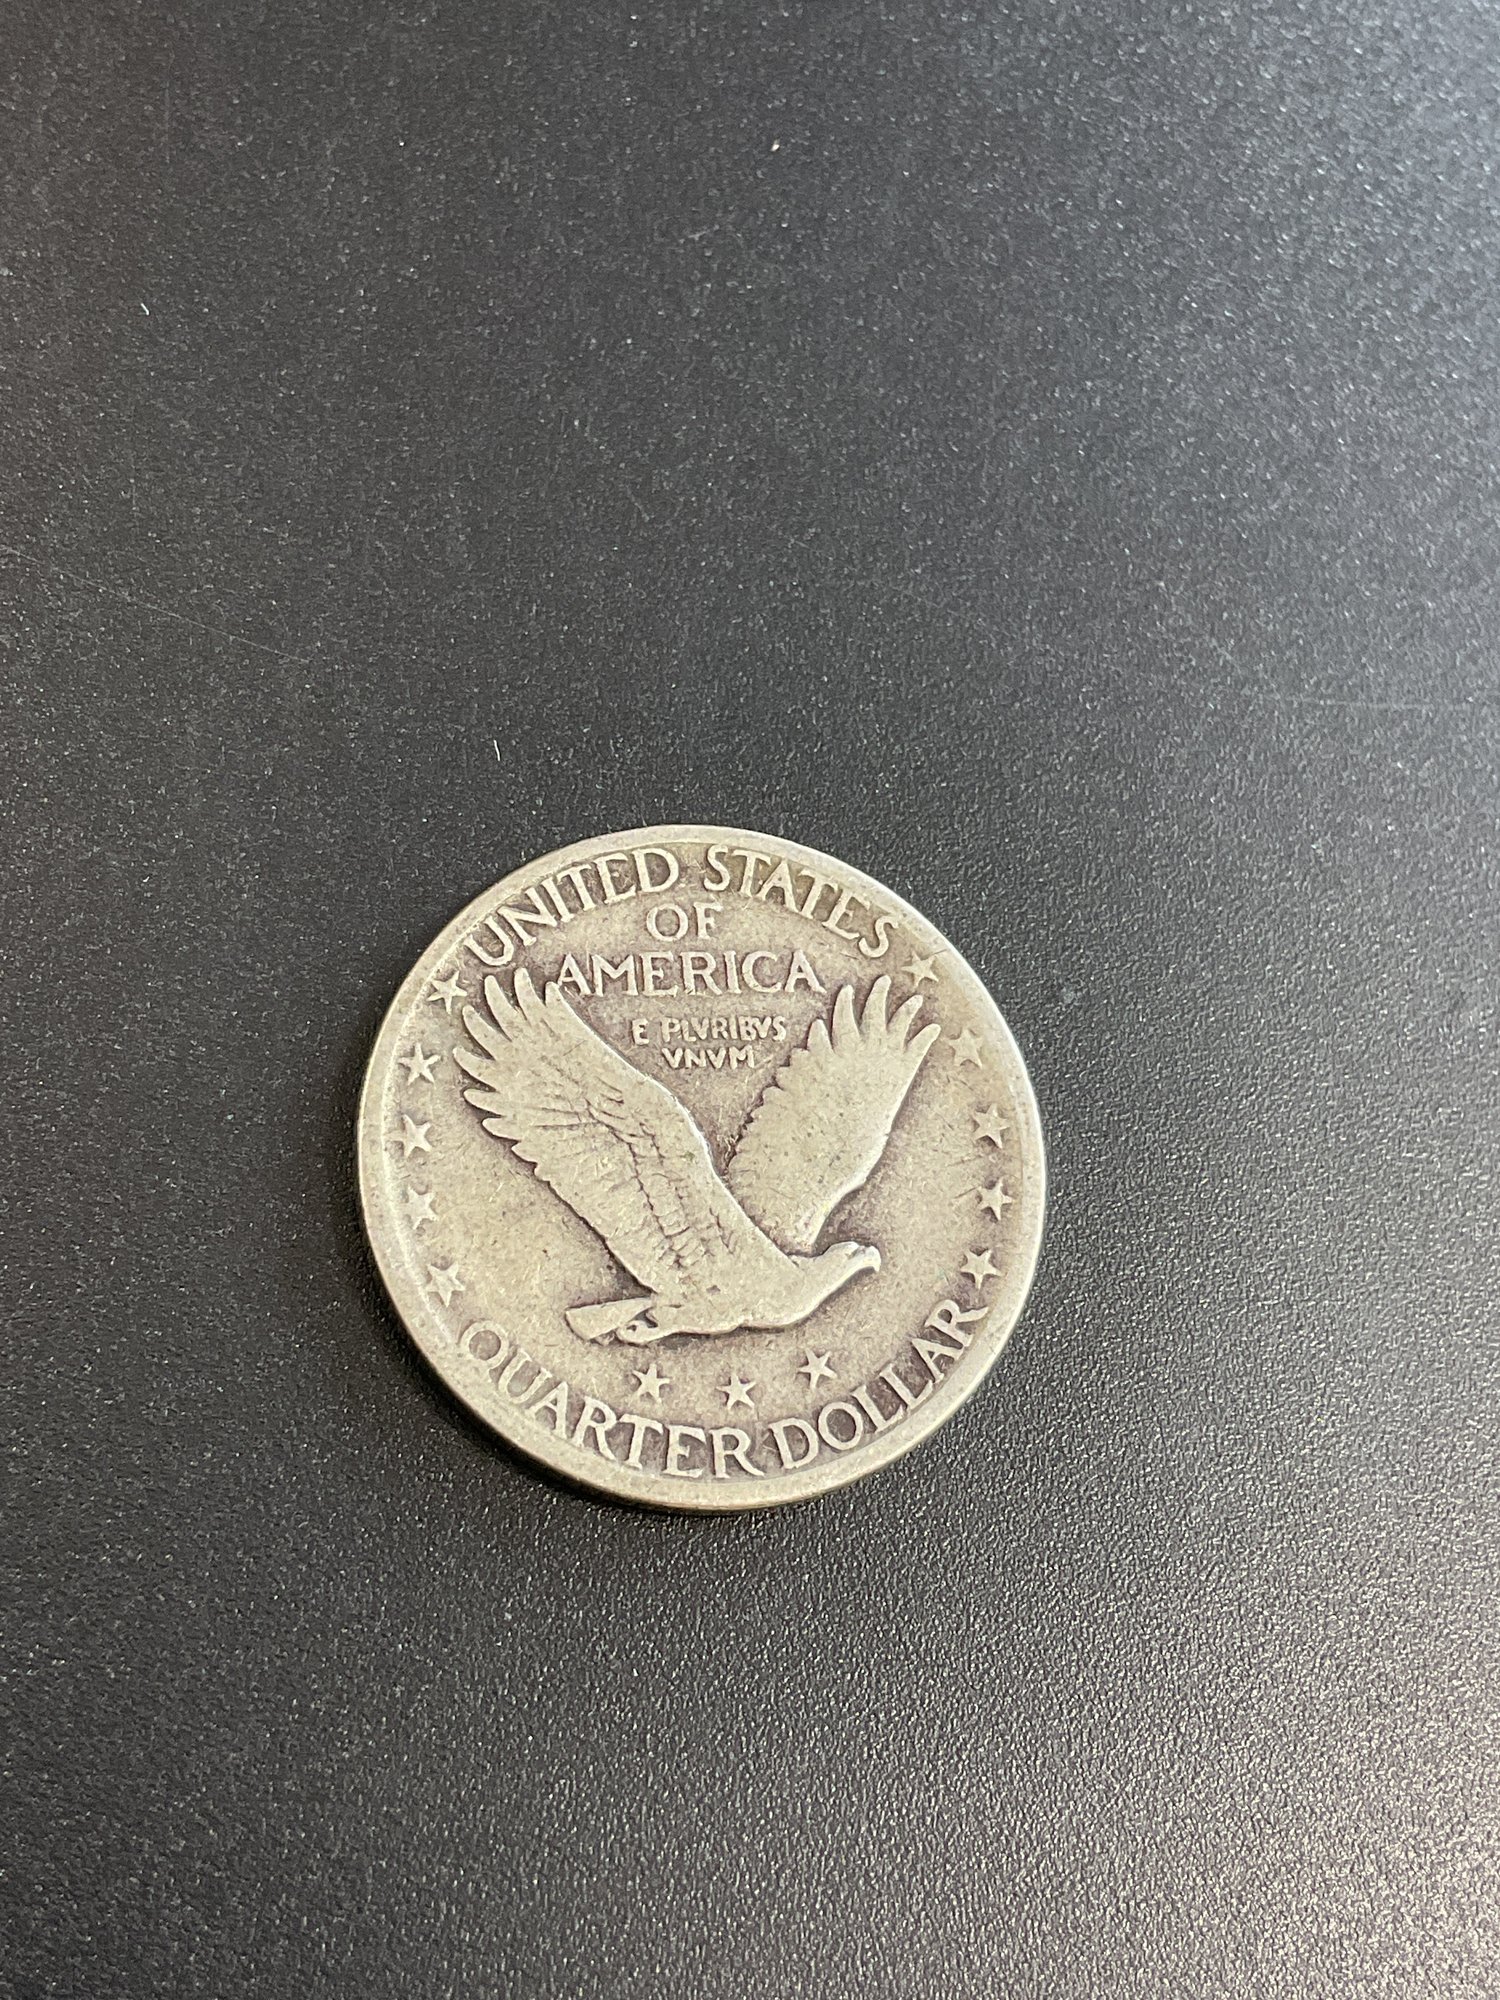 UNITED STATES
OF
AMERICA
E PLVRIBVS
VNVM
QUARTER DOLLAR